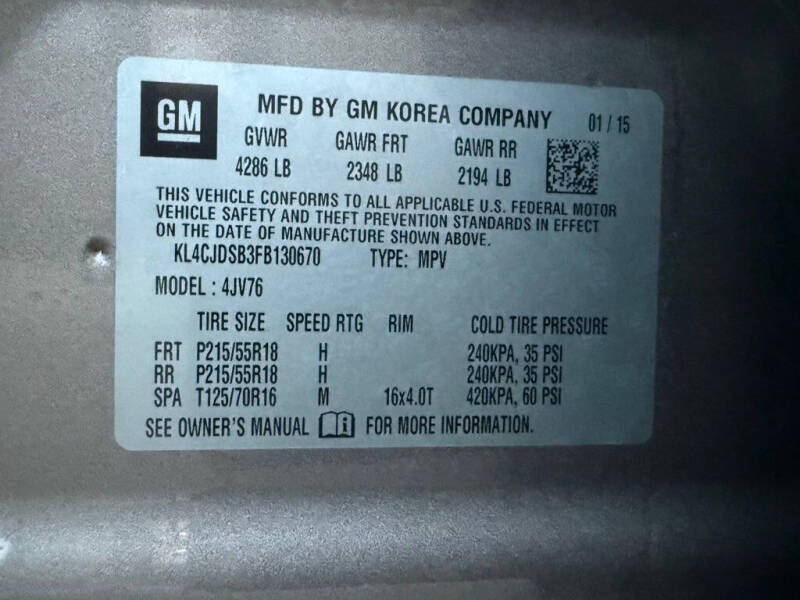 GM MFD BY GM KOREA COMPANY 01 / 15
GVWR GAWR FRT GAWR RR
4286 LB 2348 LB 2194 LB
THIS VEHICLE CONFORMS TO ALL APPLICABLE U.S. FEDERAL MOTOR
VEHICLE SAFETY AND THEFT PREVENTION STANDARDS IN EFFECT
ON THE DATE OF MANUFACTURE SHOWN ABOVE.
KL4CJDSB3FB130670 TYPE: MPV
MODEL : 4JV76
TIRE SIZE SPEED RTG RIM COLD TIRE PRESSURE
FRT P215/55R18 H 240KPA, 35 PSI
RR P215/55R18 H 240KPA, 35 PSI
SPA T125/70R16 M 16x4.0T 420KPA, 60 PSI
SEE OWNER'S MANUAL i FOR MORE INFORMATION.